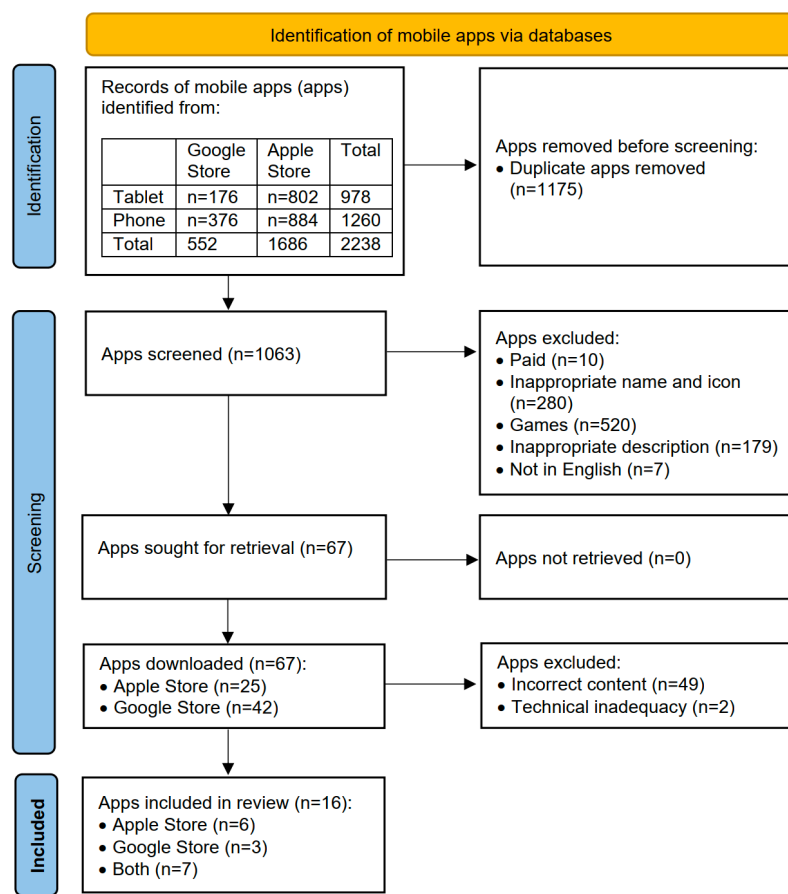 Identification of mobile apps via databases
Identification
Records of mobile apps (apps)
identified from:
Google Store Apple Store Total
Tablet n=176 n=802 978
Phone n=376 n=884 1260
Total 552 1686 2238
Apps removed before screening:
• Duplicate apps removed
(n=1175)
Screening
Apps screened (n=1063)
Apps excluded:
• Paid (n=10)
• Inappropriate name and icon
(n=280)
• Games (n=520)
• Inappropriate description (n=179)
• Not in English (n=7)
Apps sought for retrieval (n=67)
Apps not retrieved (n=0)
Apps downloaded (n=67):
• Apple Store (n=25)
• Google Store (n=42)
Apps excluded:
• Incorrect content (n=49)
• Technical inadequacy (n=2)
Included
Apps included in review (n=16):
• Apple Store (n=6)
• Google Store (n=3)
• Both (n=7)